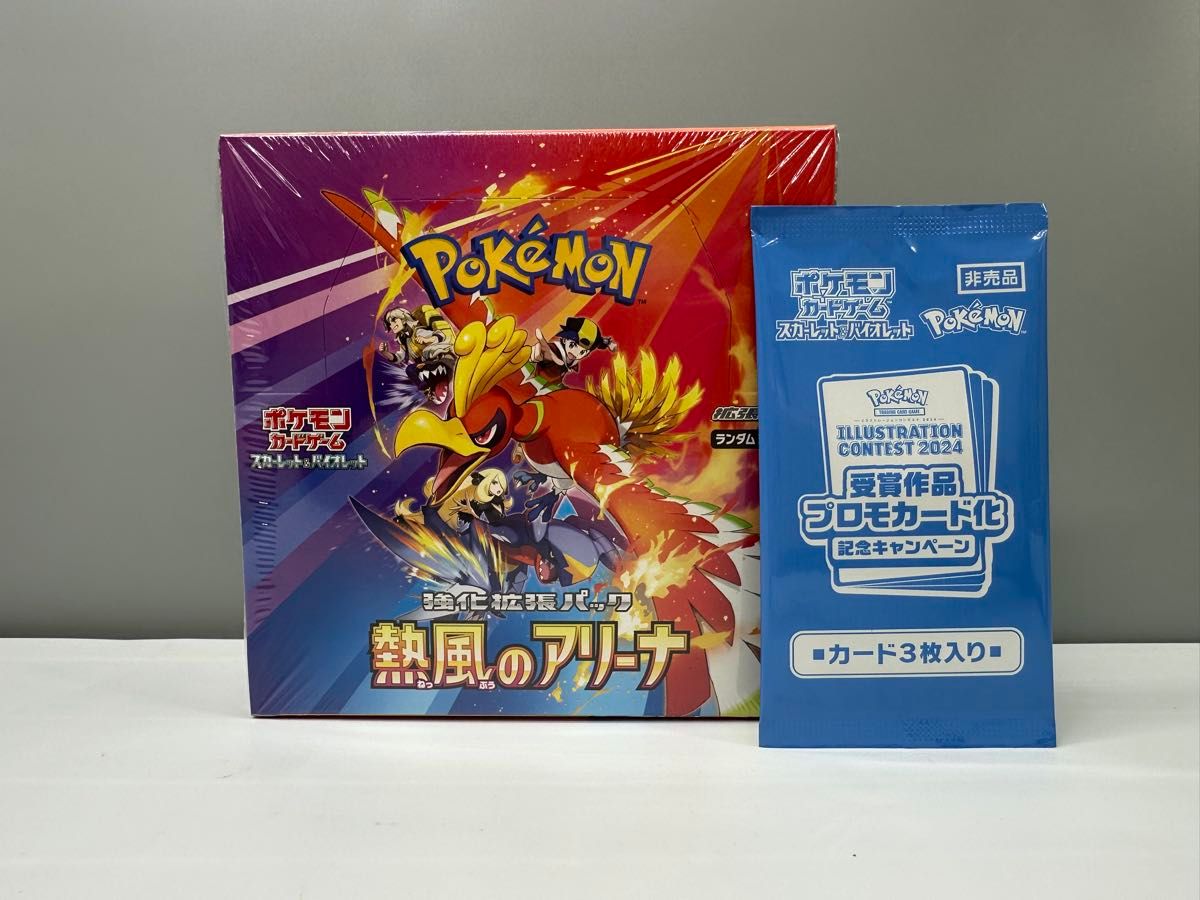 Pokémon
ポケモン
カードゲーム
スカーレット&バイオレット
拡張
ランダム
強化拡張パック
熱風のアリーナ
ねっ ぷう
ポケモン
カードゲーム
スカーレット&バイオレット
非売品
Pokémon
Pokémon
TRADING CARD GAME
ILLUSTRATION
CONTEST 2024
受賞作品
プロモカード化
記念キャンペーン
■カード3枚入り■